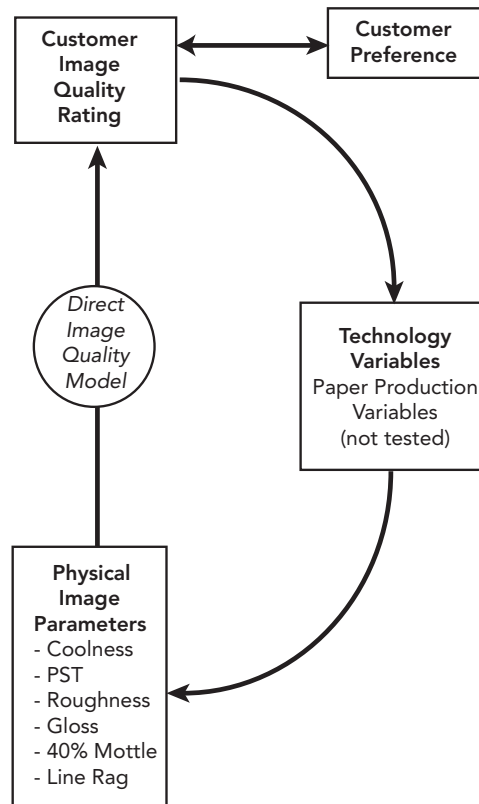 Customer
Image
Quality
Rating
Customer
Preference
Direct
Image
Quality
Model
Technology
Variables
Paper Production
Variables
(not tested)
Physical
Image
Parameters
- Coolness
- PST
- Roughness
- Gloss
- 40% Mottle
- Line Rag